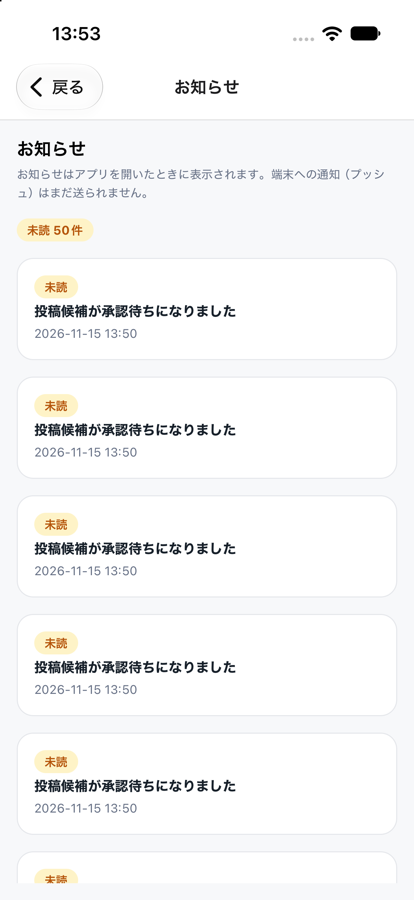 13:53
戻る
お知らせ
お知らせ
お知らせはアプリを開いたときに表示されます。端末への通知（プッシ
ュ）はまだ送られません。
未読 50 件
未読
投稿候補が承認待ちになりました
2026-11-15 13:50
未読
投稿候補が承認待ちになりました
2026-11-15 13:50
未読
投稿候補が承認待ちになりました
2026-11-15 13:50
未読
投稿候補が承認待ちになりました
2026-11-15 13:50
未読
投稿候補が承認待ちになりました
2026-11-15 13:50
未読